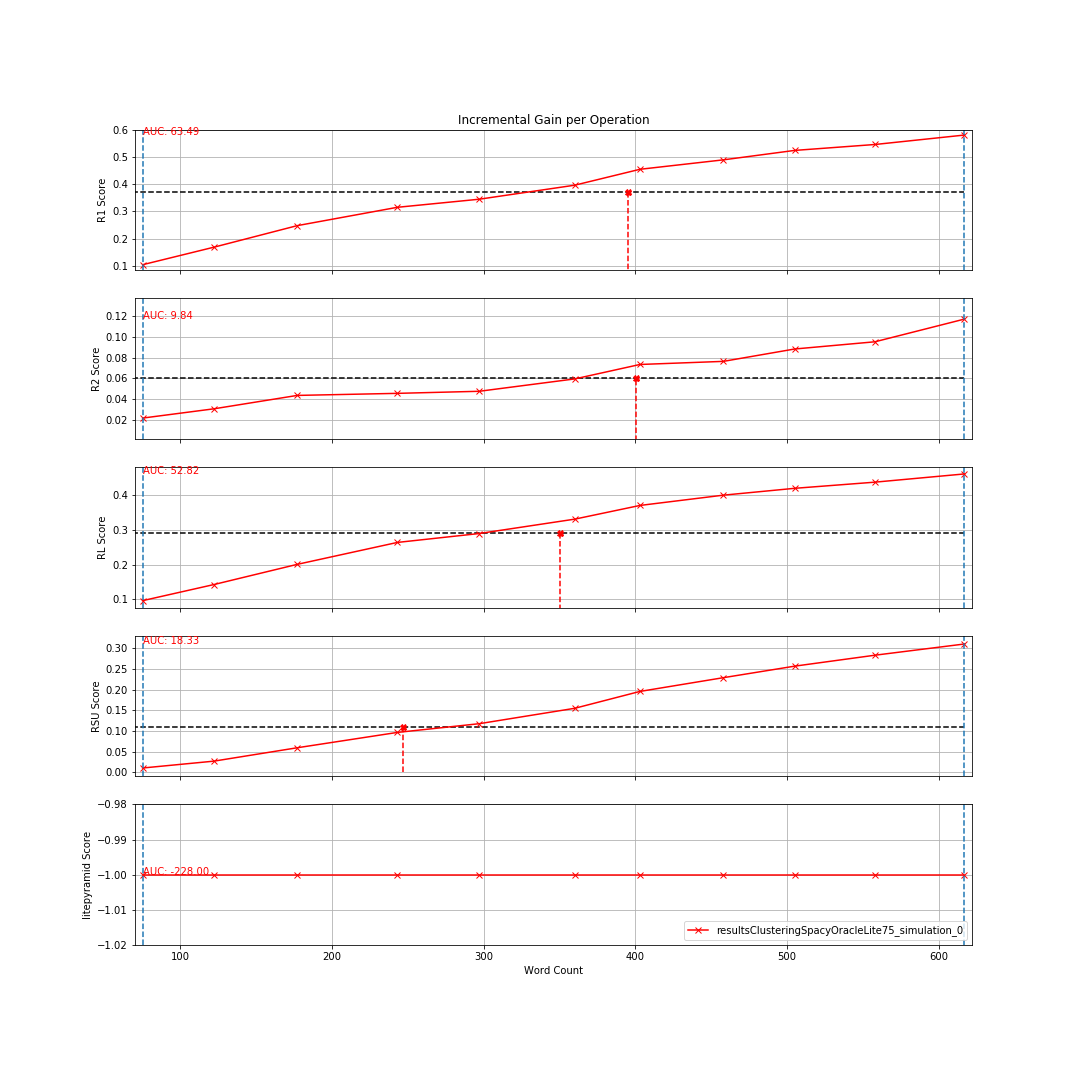 Incremental Gain per Operation
AUC: 63.49
0.6
0.5
0.4
0.3
0.2
0.1
R1 Score
AUC: 9.84
0.12
0.10
0.08
0.06
0.04
0.02
R2 Score
AUC: 52.82
0.4
0.3
0.2
0.1
RL Score
AUC: 18.33
0.30
0.25
0.20
0.15
0.10
0.05
0.00
RSU Score
−0.98
−0.99
−1.00
−1.01
−1.02
litepyramid Score
AUC: -228.00
resultsClusteringSpacyOracleLite75_simulation_0
100 200 300 400 500 600
Word Count